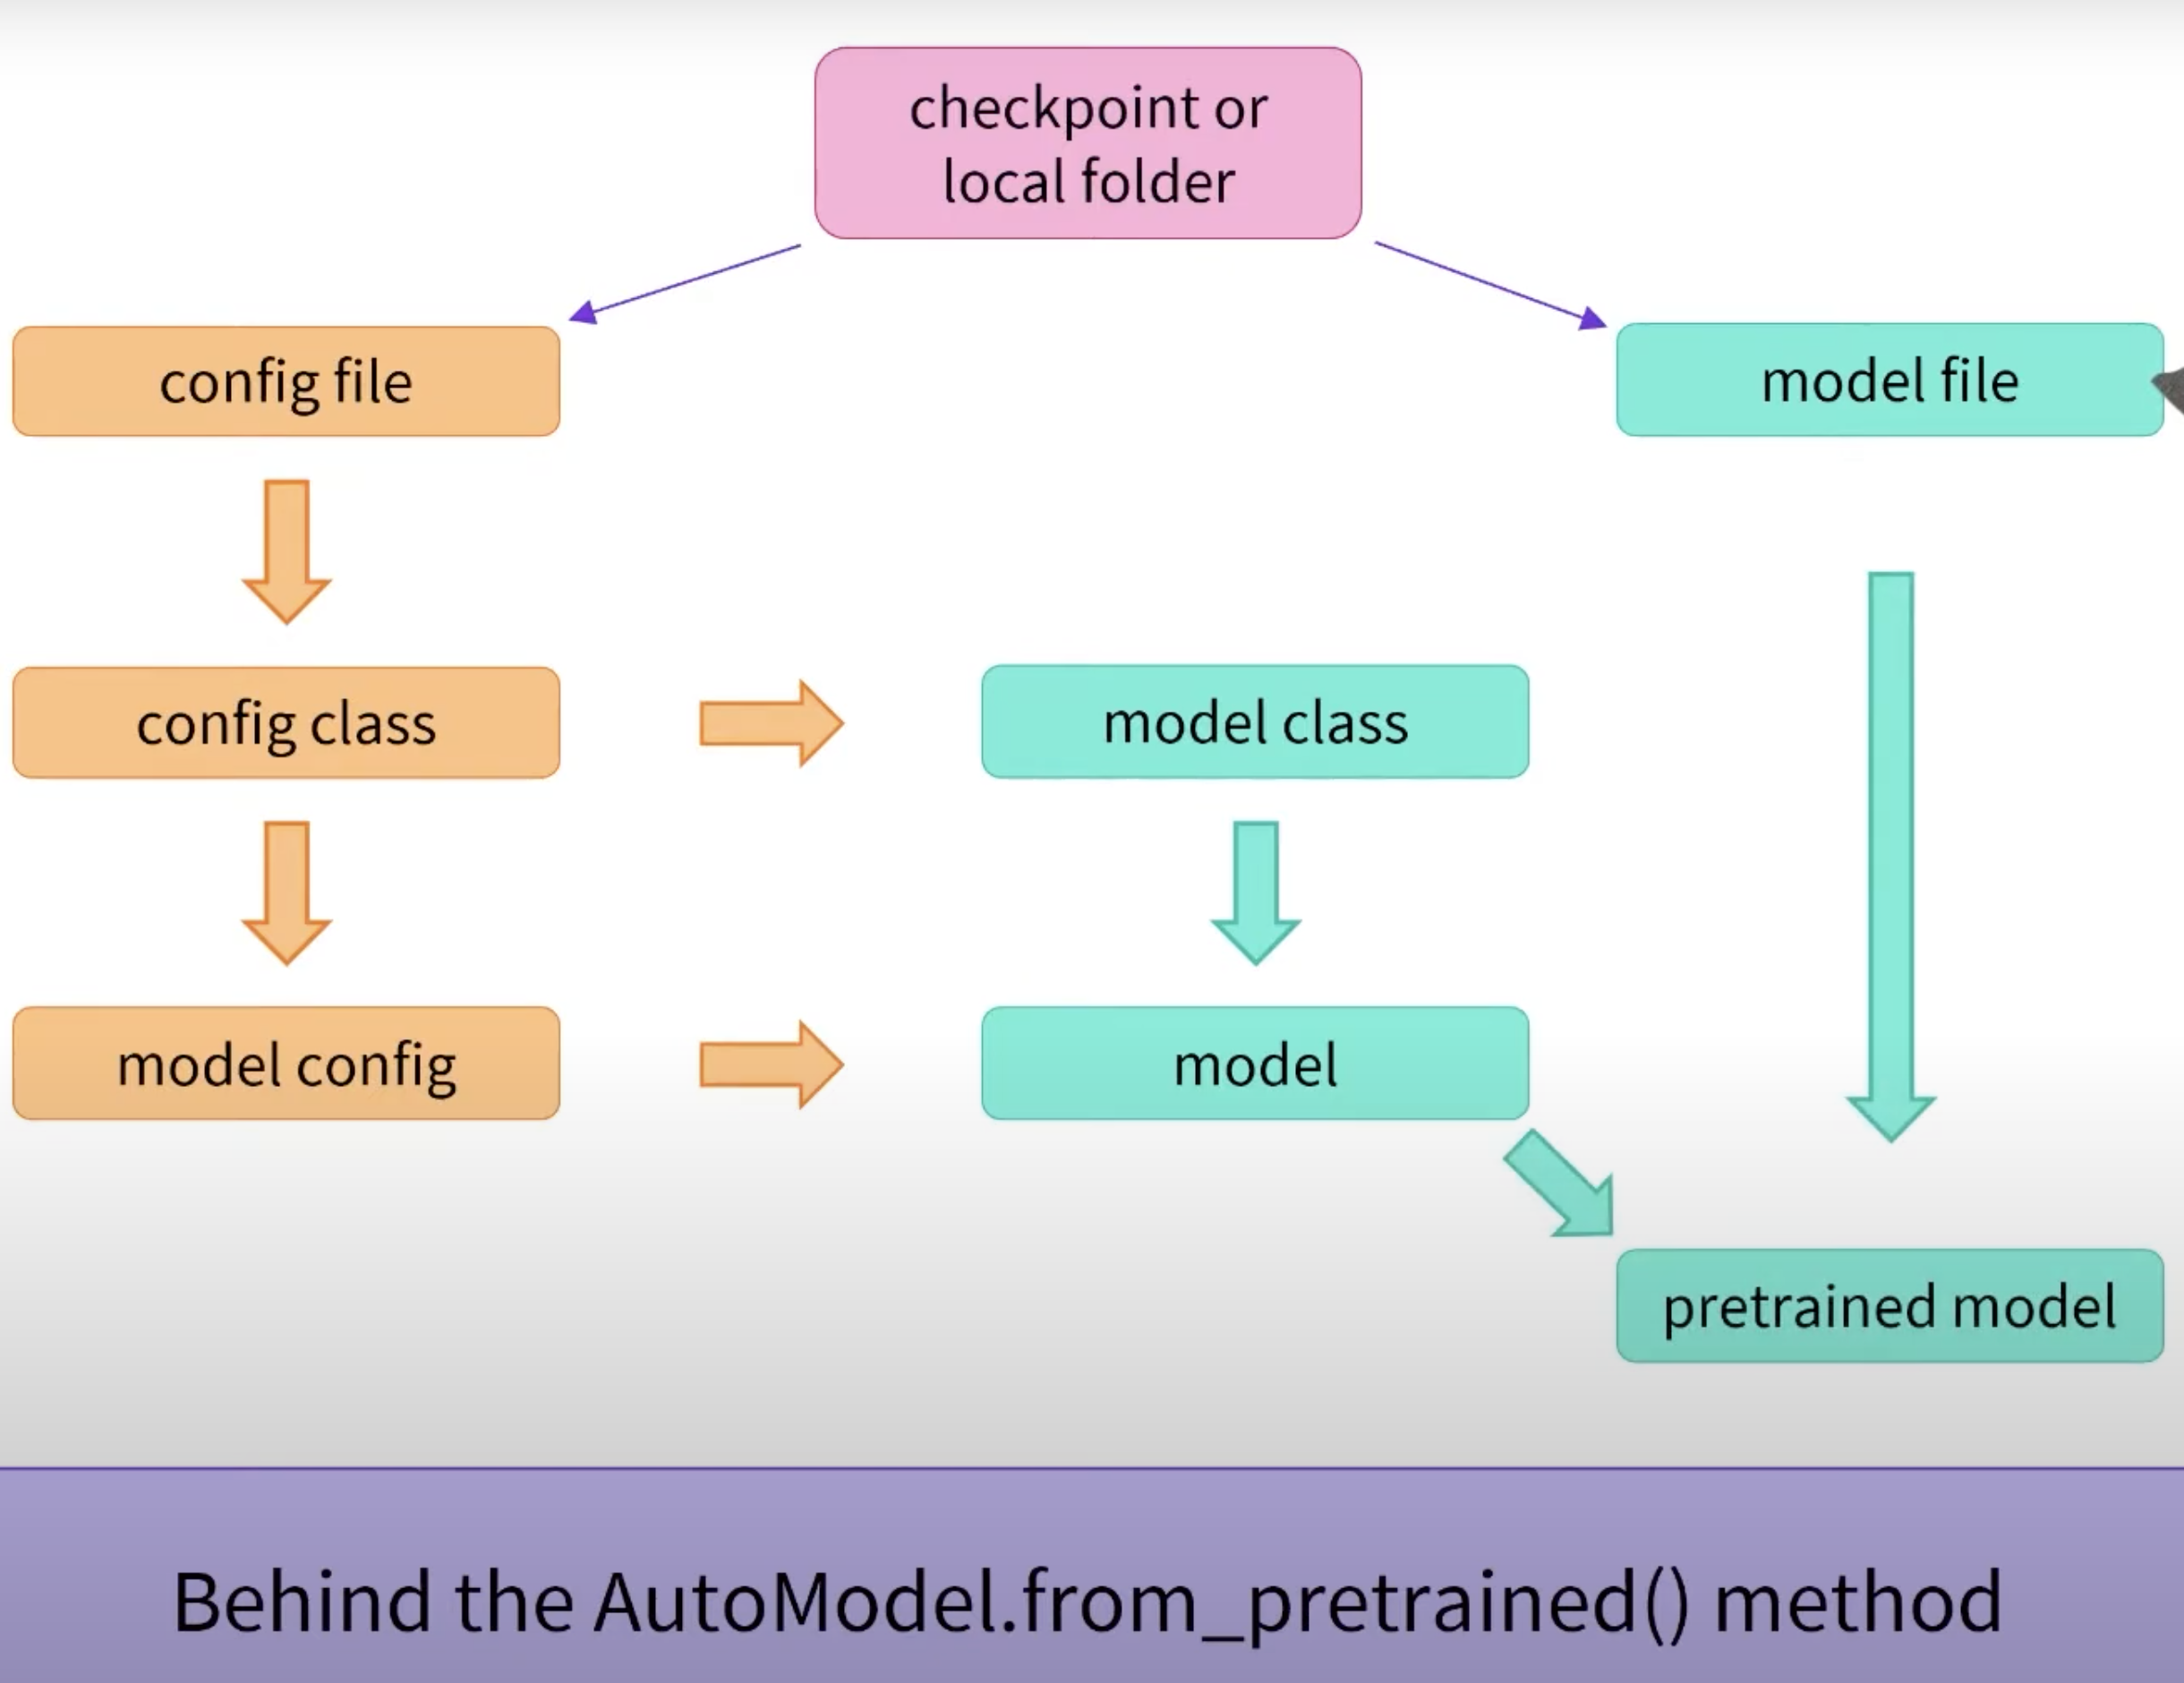 checkpoint or
local folder
config file
model file
config class
model class
model config
model
pretrained model
Behind the AutoModel.from_pretrained() method